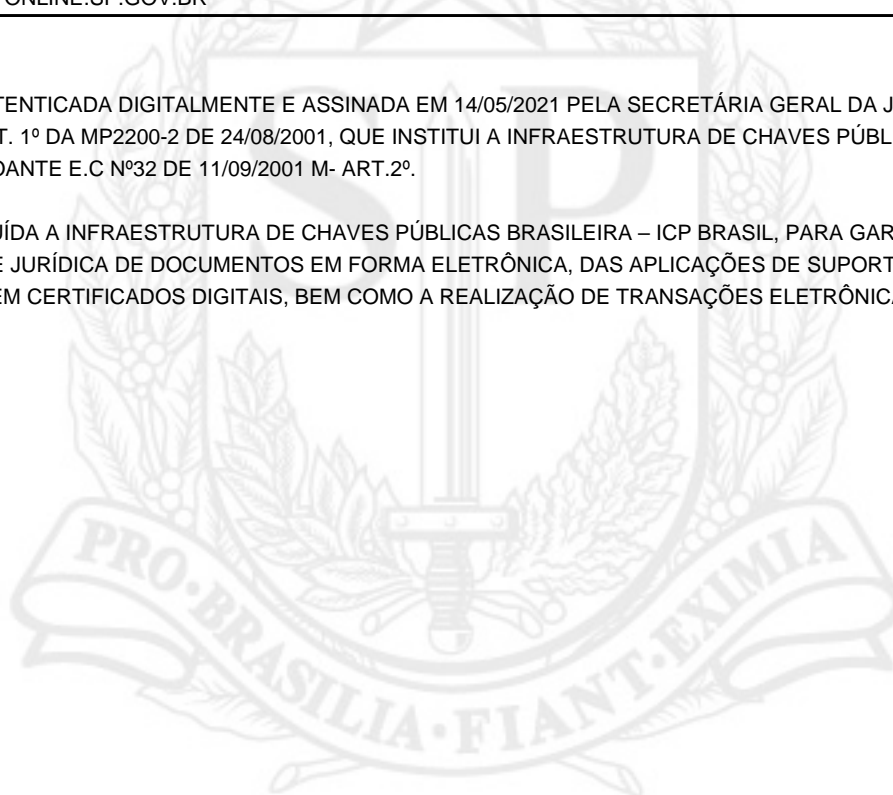 ONLINE.SP.GOV.BR
TENTICADA DIGITALMENTE E ASSINADA EM 14/05/2021 PELA SECRETÁRIA GERAL DA J
T. 1º DA MP2200-2 DE 24/08/2001, QUE INSTITUI A INFRAESTRUTURA DE CHAVES PÚBL
DANTE E.C Nº32 DE 11/09/2001 M- ART.2º.
ÍDA A INFRAESTRUTURA DE CHAVES PÚBLICAS BRASILEIRA – ICP BRASIL, PARA GAR
E JURÍDICA DE DOCUMENTOS EM FORMA ELETRÔNICA, DAS APLICAÇÕES DE SUPORT
EM CERTIFICADOS DIGITAIS, BEM COMO A REALIZAÇÃO DE TRANSAÇÕES ELETRÔNICA
SP
PRO·BRASILIA·FIANT·EXIMIA